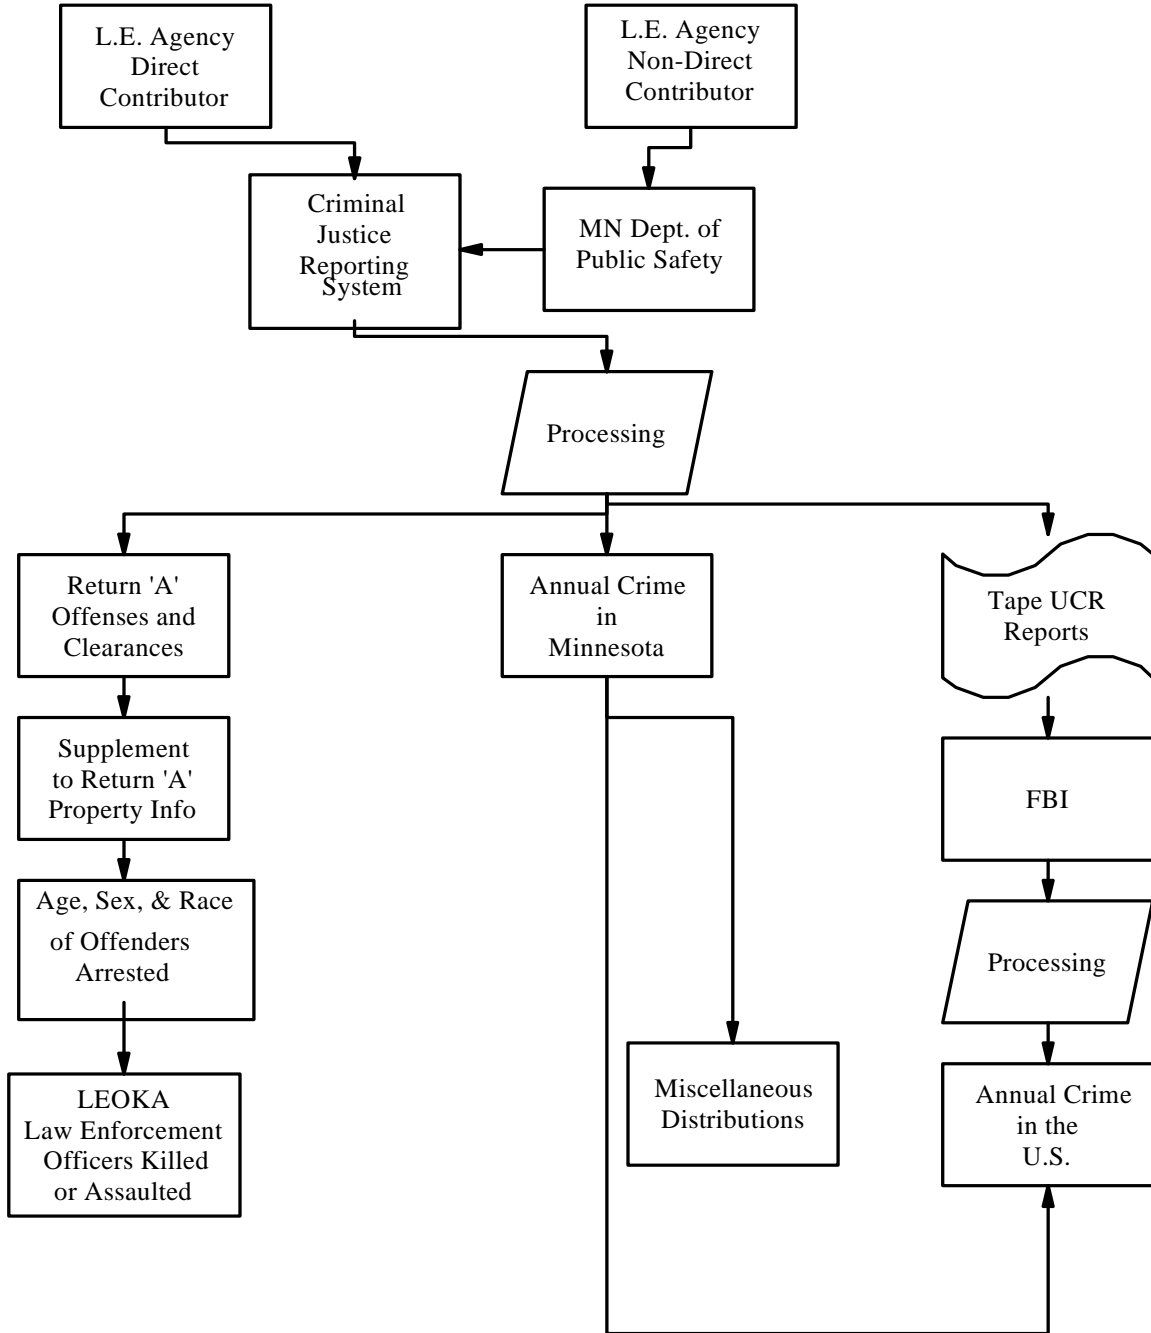 L.E. Agency
Direct
Contributor
L.E. Agency
Non-Direct
Contributor
Criminal
Justice
Reporting
System
MN Dept. of
Public Safety
Processing
Return 'A'
Offenses and
Clearances
Annual Crime
in
Minnesota
Tape UCR
Reports
Supplement
to Return 'A'
Property Info
FBI
Age, Sex, & Race
of Offenders
Arrested
Processing
LEOKA
Law Enforcement
Officers Killed
or Assaulted
Miscellaneous
Distributions
Annual Crime
in the
U.S.